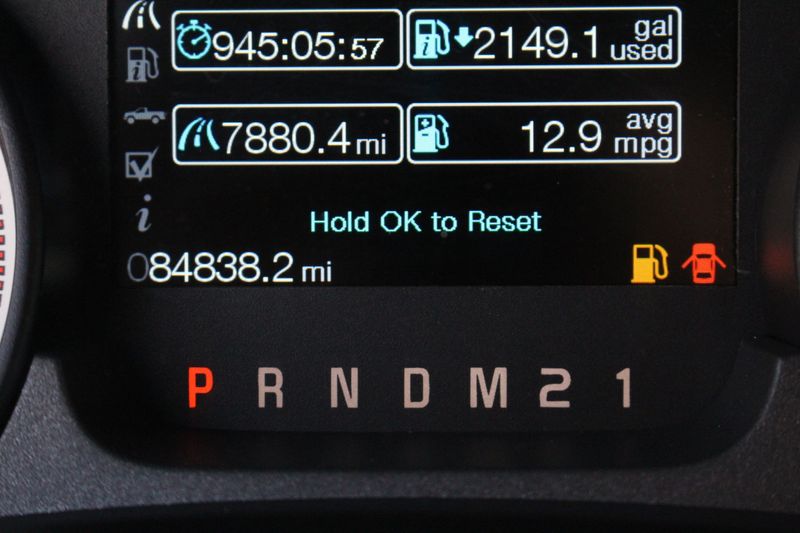 945:05:57
2149.1 gal used
7880.4 mi
12.9 avg mpg
Hold OK to Reset
084838.2 mi
P R N D M 2 1